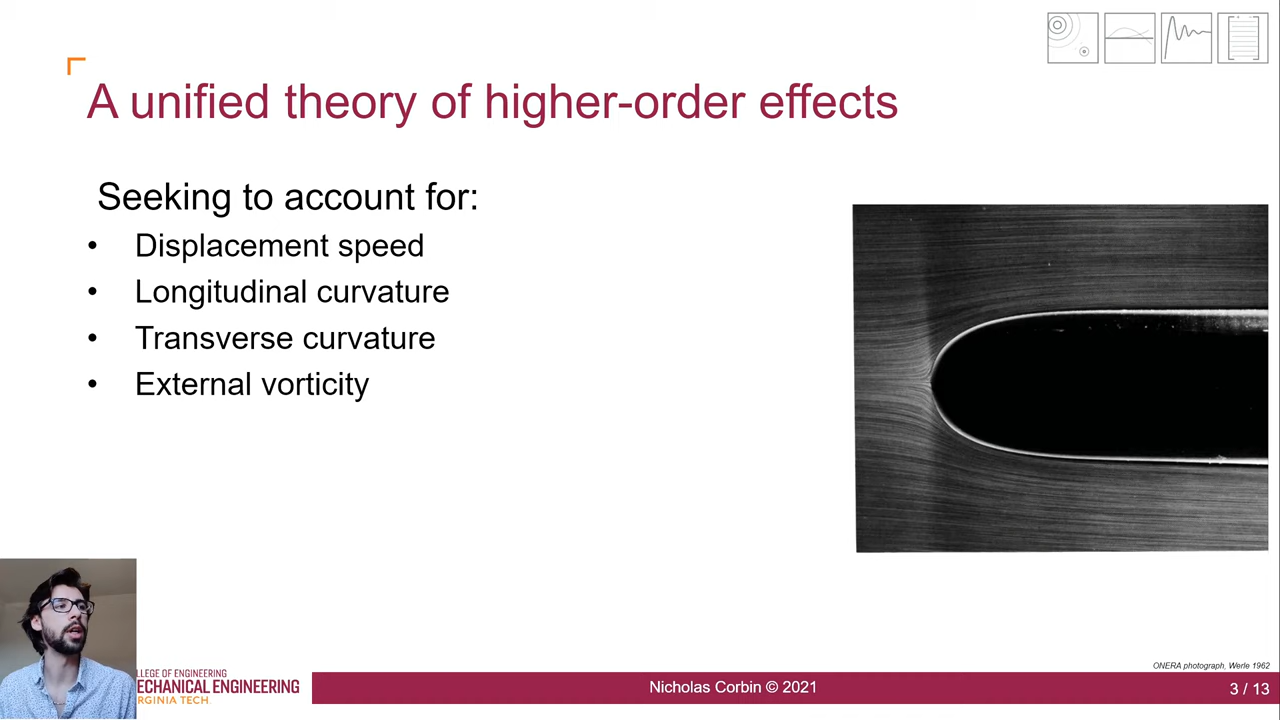 A unified theory of higher-order effects
Seeking to account for:
• Displacement speed
• Longitudinal curvature
• Transverse curvature
• External vorticity
ONERA photograph, Werle 1962
LLEGE OF ENGINEERING
ECHANICAL ENGINEERING
RGINIA TECH
Nicholas Corbin © 2021
3 / 13